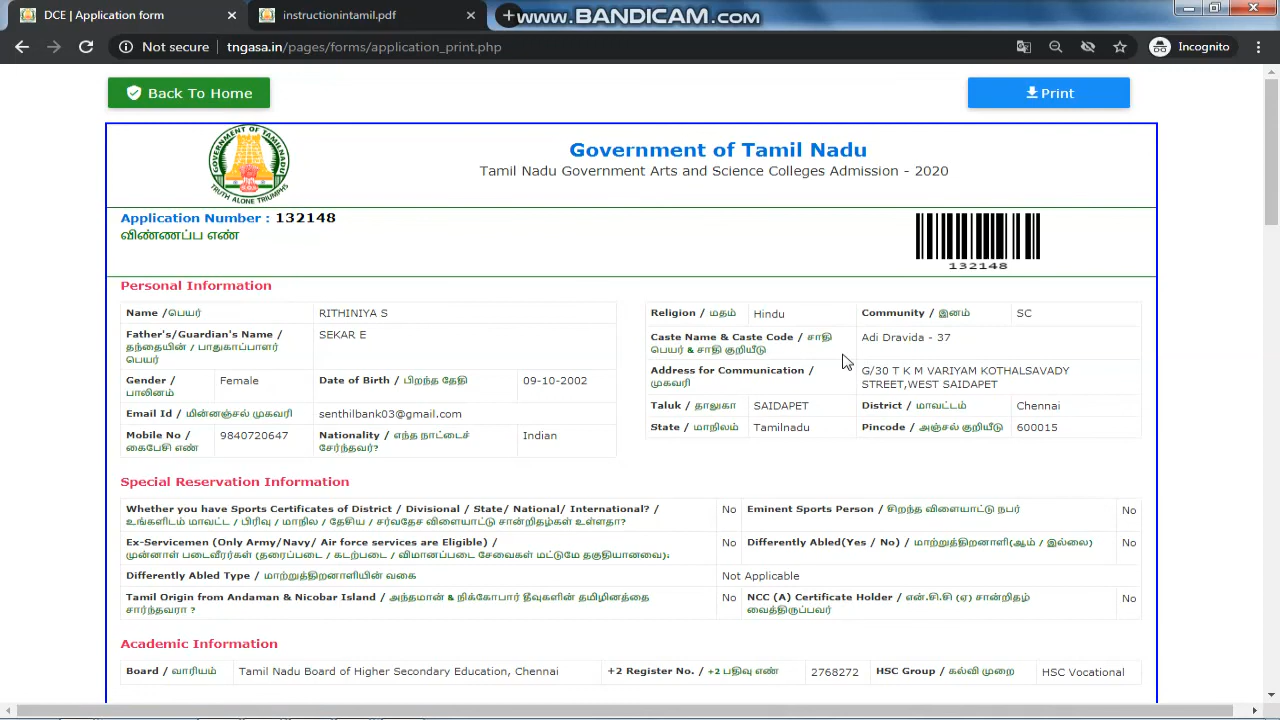 DCE | Application form
instructionintamil.pdf
www.BANDICAM.com
Not secure
tngasa.in/pages/forms/application_print.php
Incognito
Back To Home
Print
GOVERNMENT OF TAMILNADU
TRUTH ALONE TRIUMPHS
Government of Tamil Nadu
Tamil Nadu Government Arts and Science Colleges Admission - 2020
Application Number : 132148
விண்ணப்ப எண்
132148
Personal Information
Name /பெயர் RITHINIYA S
Father's/Guardian's Name / SEKAR E
தந்தையின் / பாதுகாப்பாளர்
பெயர்
Gender / Female Date of Birth / பிறந்த தேதி 09-10-2002
பாலினம்
Email Id / மின்னஞ்சல் முகவரி senthilbank03@gmail.com
Mobile No / 9840720647 Nationality / எந்த நாட்டைச் Indian
கைபேசி எண் சேர்ந்தவர்?
Religion / மதம் Hindu Community / இனம் SC
Caste Name & Caste Code / சாதி Adi Dravida - 37
பெயர் & சாதி குறியீடு
Address for Communication / G/30 T K M VARIYAM KOTHALSAVADY
முகவரி STREET,WEST SAIDAPET
Taluk / தாலுகா SAIDAPET District / மாவட்டம் Chennai
State / மாநிலம் Tamilnadu Pincode / அஞ்சல் குறியீடு 600015
Special Reservation Information
Whether you have Sports Certificates of District / Divisional / State/ National/ International? / No Eminent Sports Person / சிறந்த விளையாட்டு நபர் No
உங்களிடம் மாவட்ட / பிரிவு / மாநில / தேசிய / சர்வதேச விளையாட்டு சான்றிதழ்கள் உள்ளதா?
Ex-Servicemen (Only Army/Navy/ Air force services are Eligible) / No Differently Abled(Yes / No) / மாற்றுத்திறனாளி(ஆம் / இல்லை) No
முன்னாள் படைவீரர்கள் (தரைப்படை / கடற்படை / விமானப்படை சேவைகள் மட்டுமே தகுதியானவை):
Differently Abled Type / மாற்றுத்திறனாளியின் வகை Not Applicable
Tamil Origin from Andaman & Nicobar Island / அந்தமான் & நிக்கோபார் தீவுகளின் தமிழினத்தை No NCC (A) Certificate Holder / என்.சி.சி (ஏ) சான்றிதழ் No
சார்ந்தவரா ? வைத்திருப்பவர்
Academic Information
Board / வாரியம் Tamil Nadu Board of Higher Secondary Education, Chennai +2 Register No. / +2 பதிவு எண் 2768272 HSC Group / கல்வி முறை HSC Vocational